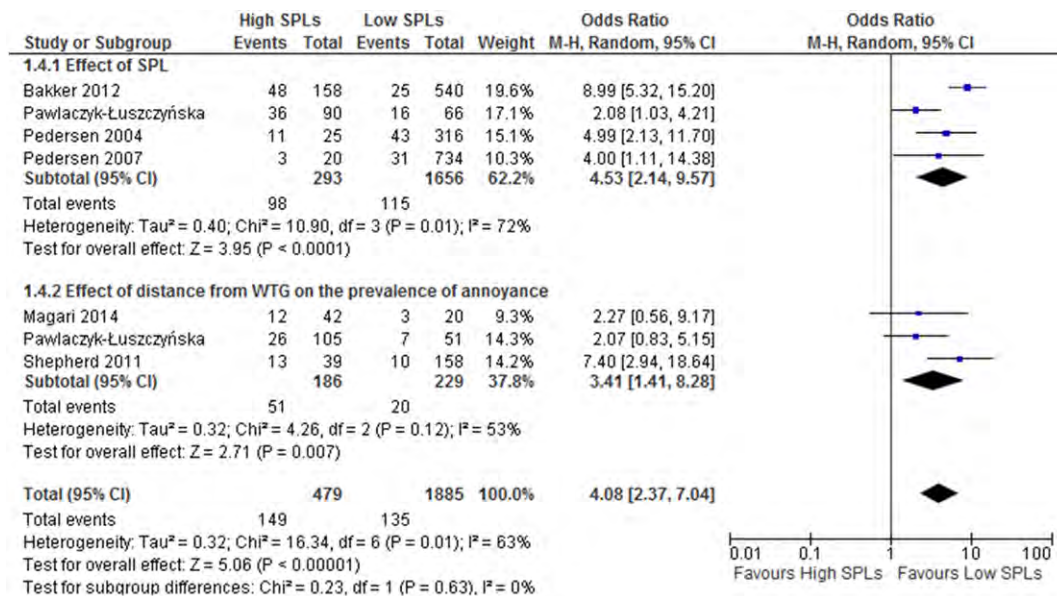 High SPLs Low SPLs Odds Ratio Odds Ratio
Study or Subgroup Events Total Events Total Weight M-H, Random, 95% CI M-H, Random, 95% CI
1.4.1 Effect of SPL
Bakker 2012 48 158 25 540 19.6% 8.99 [5.32, 15.20]
Pawlaczyk-Łuszczyńska 36 90 16 66 17.1% 2.08 [1.03, 4.21]
Pedersen 2004 11 25 43 316 15.1% 4.99 [2.13, 11.70]
Pedersen 2007 3 20 31 734 10.3% 4.00 [1.11, 14.38]
Subtotal (95% CI) 293 1656 62.2% 4.53 [2.14, 9.57]
Total events 98 115
Heterogeneity: Tau² = 0.40; Chi² = 10.90, df = 3 (P = 0.01); I² = 72%
Test for overall effect: Z = 3.95 (P < 0.0001)
1.4.2 Effect of distance from WTG on the prevalence of annoyance
Magari 2014 12 42 3 20 9.3% 2.27 [0.56, 9.17]
Pawlaczyk-Łuszczyńska 26 105 7 51 14.3% 2.07 [0.83, 5.15]
Shepherd 2011 13 39 10 158 14.2% 7.40 [2.94, 18.64]
Subtotal (95% CI) 186 229 37.8% 3.41 [1.41, 8.28]
Total events 51 20
Heterogeneity: Tau² = 0.32; Chi² = 4.26, df = 2 (P = 0.12); I² = 53%
Test for overall effect: Z = 2.71 (P = 0.007)
Total (95% CI) 479 1885 100.0% 4.08 [2.37, 7.04]
Total events 149 135
Heterogeneity: Tau² = 0.32; Chi² = 16.34, df = 6 (P = 0.01); I² = 63%
Test for overall effect: Z = 5.06 (P < 0.00001)
Test for subgroup differences: Chi² = 0.23, df = 1 (P = 0.63), I² = 0%
0.01 0.1 1 10 100
Favours High SPLs Favours Low SPLs